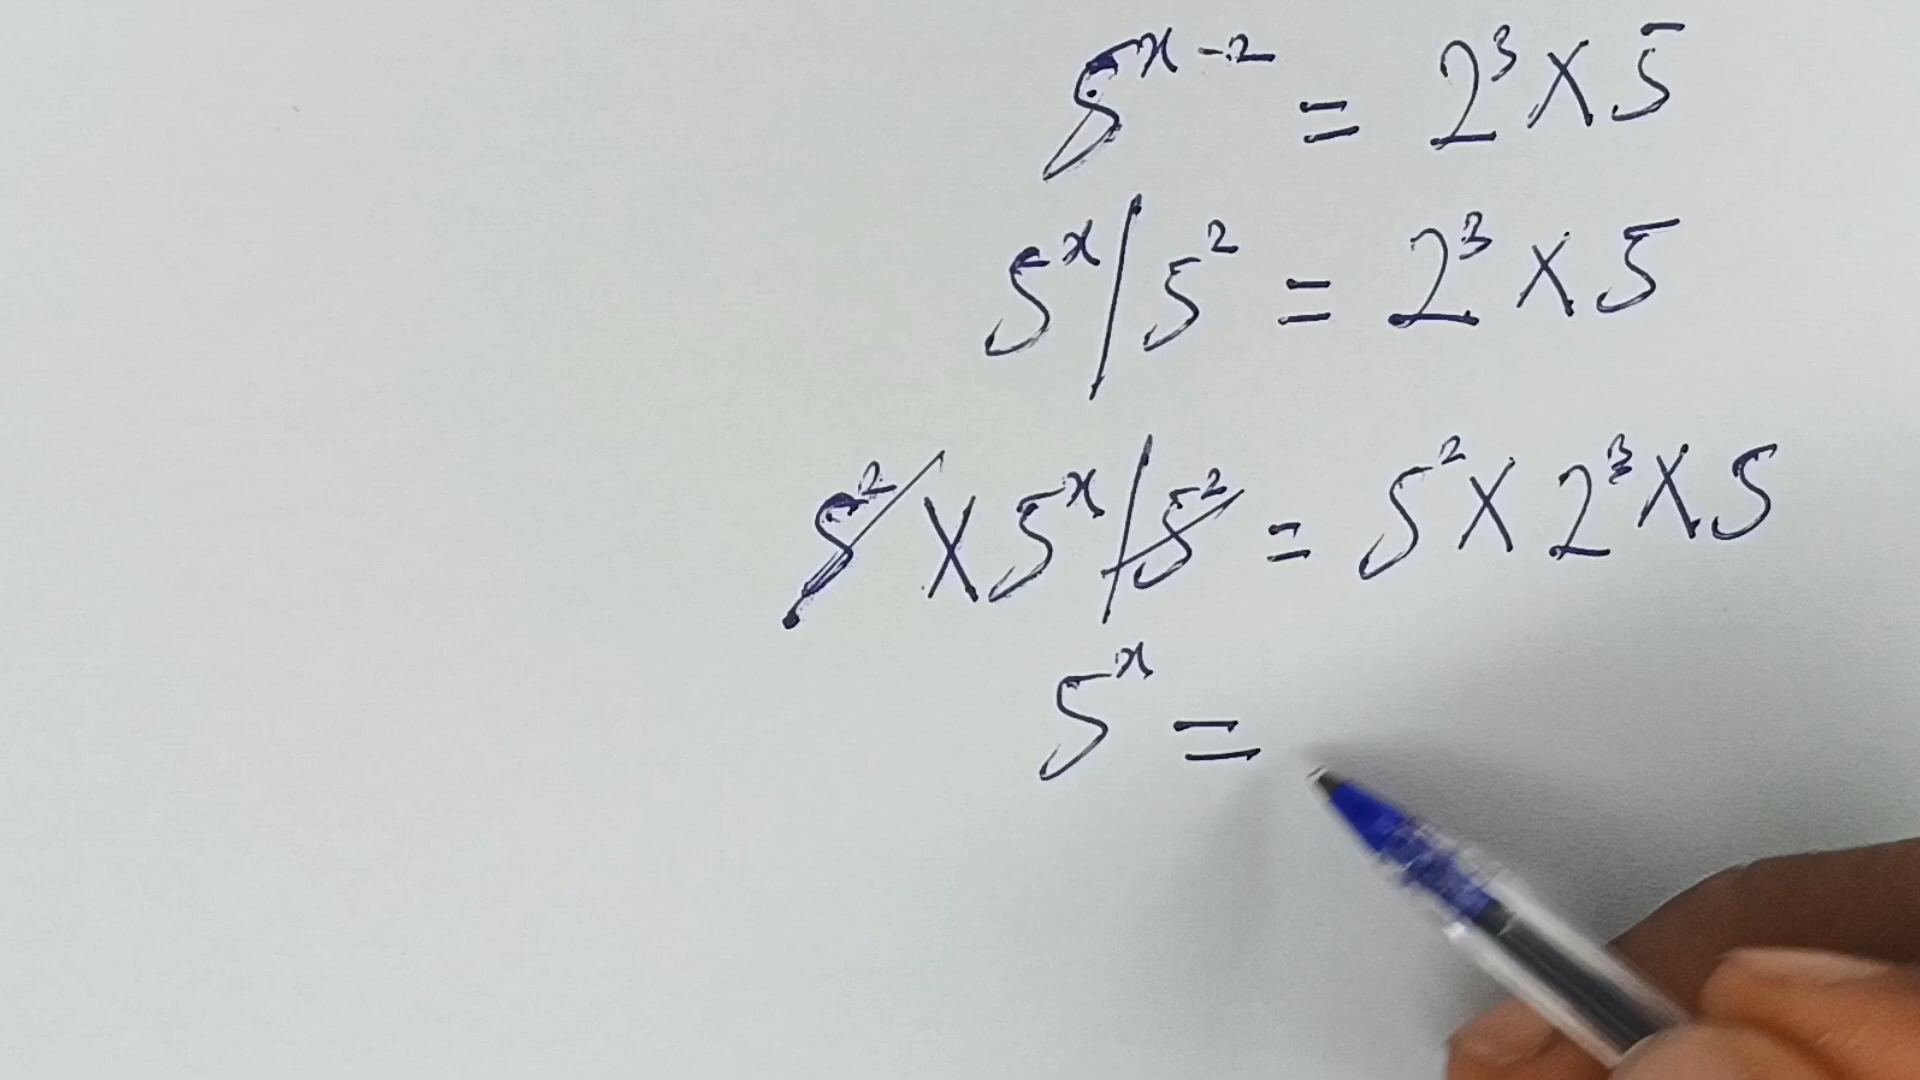 5^{x-2} = 2^3 × 5
5^x / 5^2 = 2^3 × 5
5^2 × 5^x / 5^2 = 5^2 × 2^3 × 5
5^x =